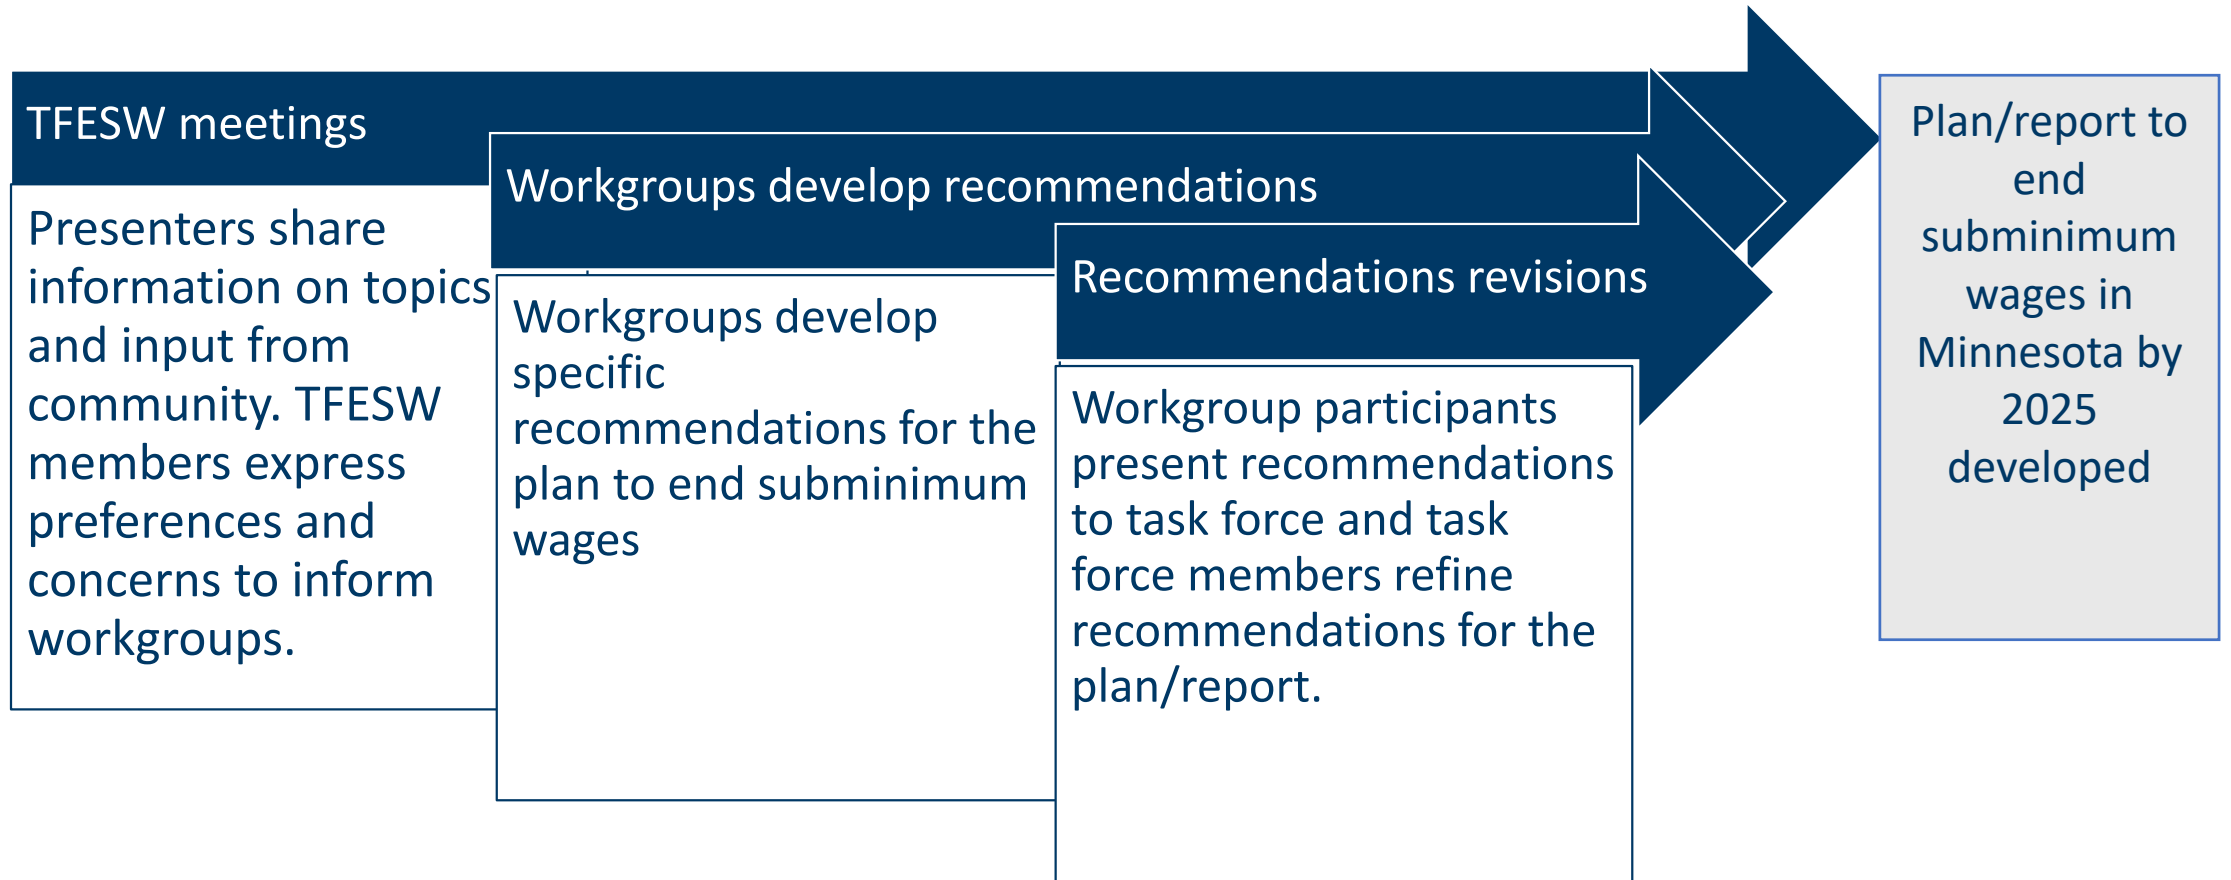 TFESW meetings
Presenters share
information on topics
and input from
community. TFESW
members express
preferences and
concerns to inform
workgroups.
Workgroups develop recommendations
Workgroups develop
specific
recommendations for the
plan to end subminimum
wages
Recommendations revisions
Workgroup participants
present recommendations
to task force and task
force members refine
recommendations for the
plan/report.
Plan/report to
end
subminimum
wages in
Minnesota by
2025
developed